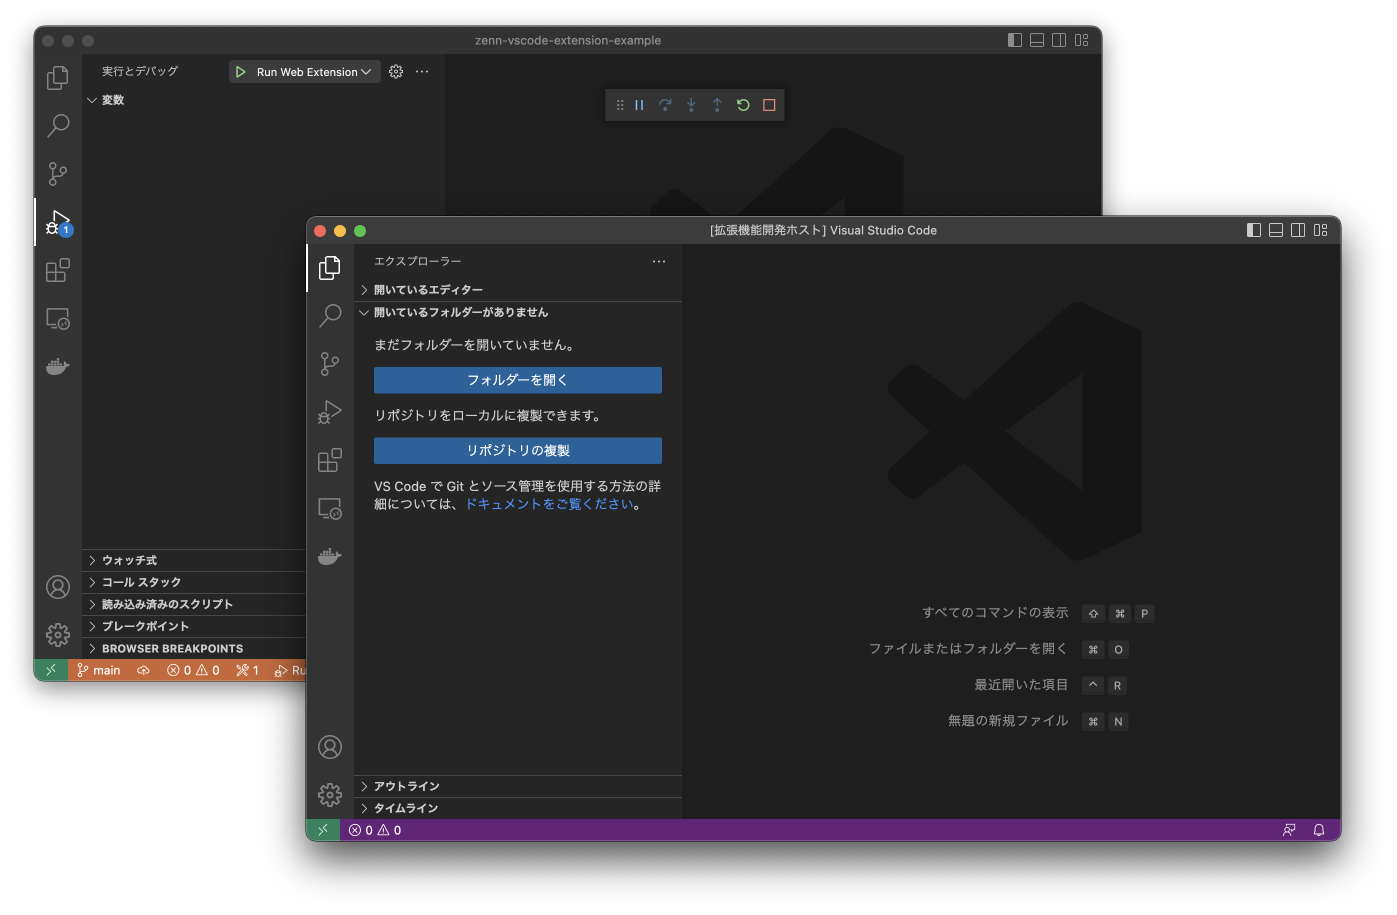 zenn-vscode-extension-example
実行とデバッグ
Run Web Extension
変数
1
ウォッチ式
コール スタック
読み込み済みのスクリプト
ブレークポイント
BROWSER BREAKPOINTS
main
0
0
1
Ru
[拡張機能開発ホスト] Visual Studio Code
エクスプローラー
開いているエディター
開いているフォルダーがありません
まだフォルダーを開いていません。
フォルダーを開く
リポジトリをローカルに複製できます。
リポジトリの複製
VS Code で Git とソース管理を使用する方法の詳
細については、ドキュメントをご覧ください。
すべてのコマンドの表示 ⇧ ⌘ P
ファイルまたはフォルダーを開く ⌘ O
最近開いた項目 ^ R
無題の新規ファイル ⌘ N
アウトライン
タイムライン
0
0